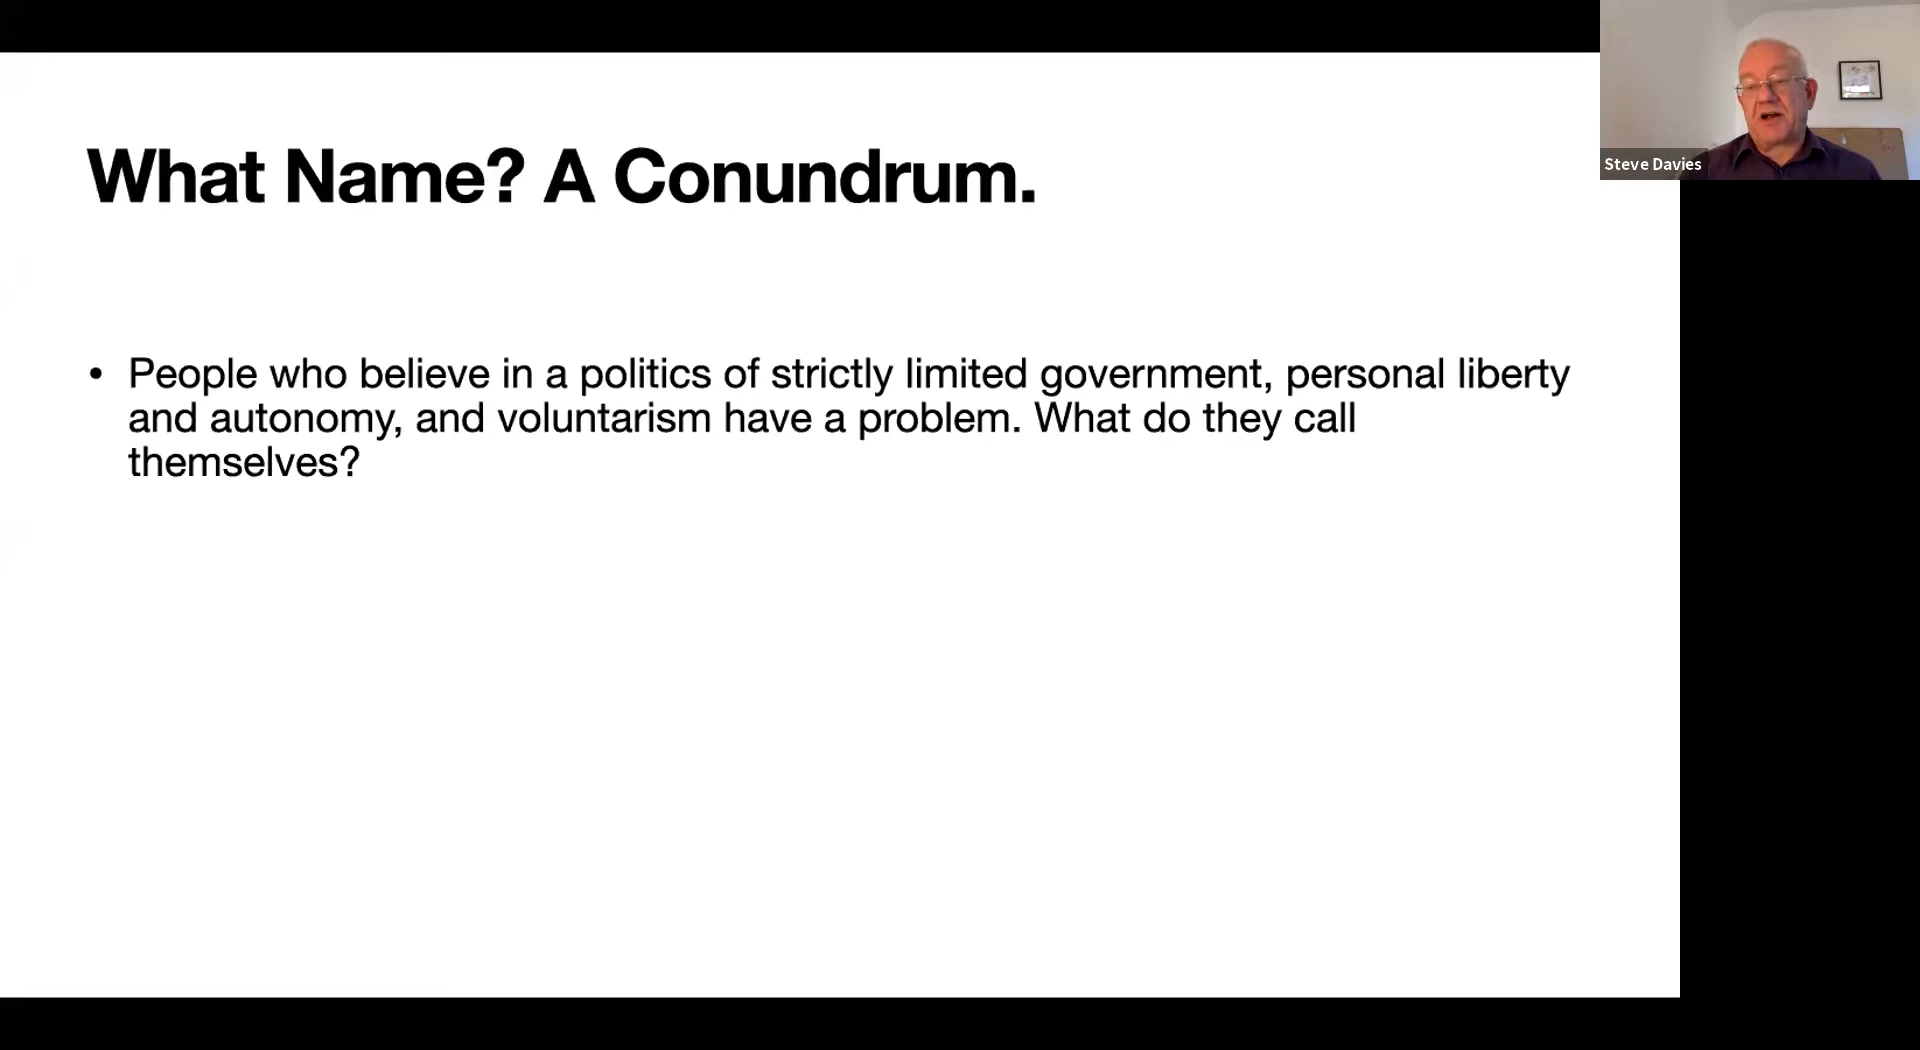 What Name? A Conundrum.
• People who believe in a politics of strictly limited government, personal liberty
and autonomy, and voluntarism have a problem. What do they call
themselves?
Steve Davies